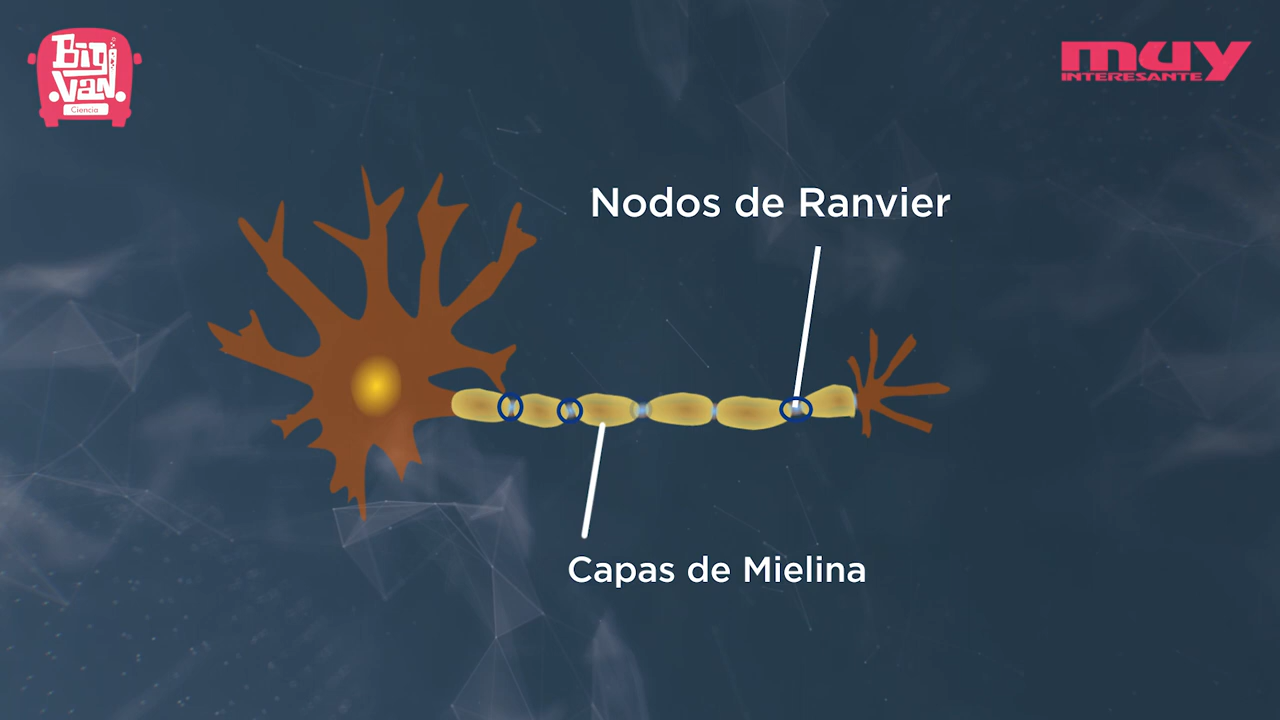 Big
Van
Ciencia
muy
INTERESANTE
Nodos de Ranvier
Capas de Mielina